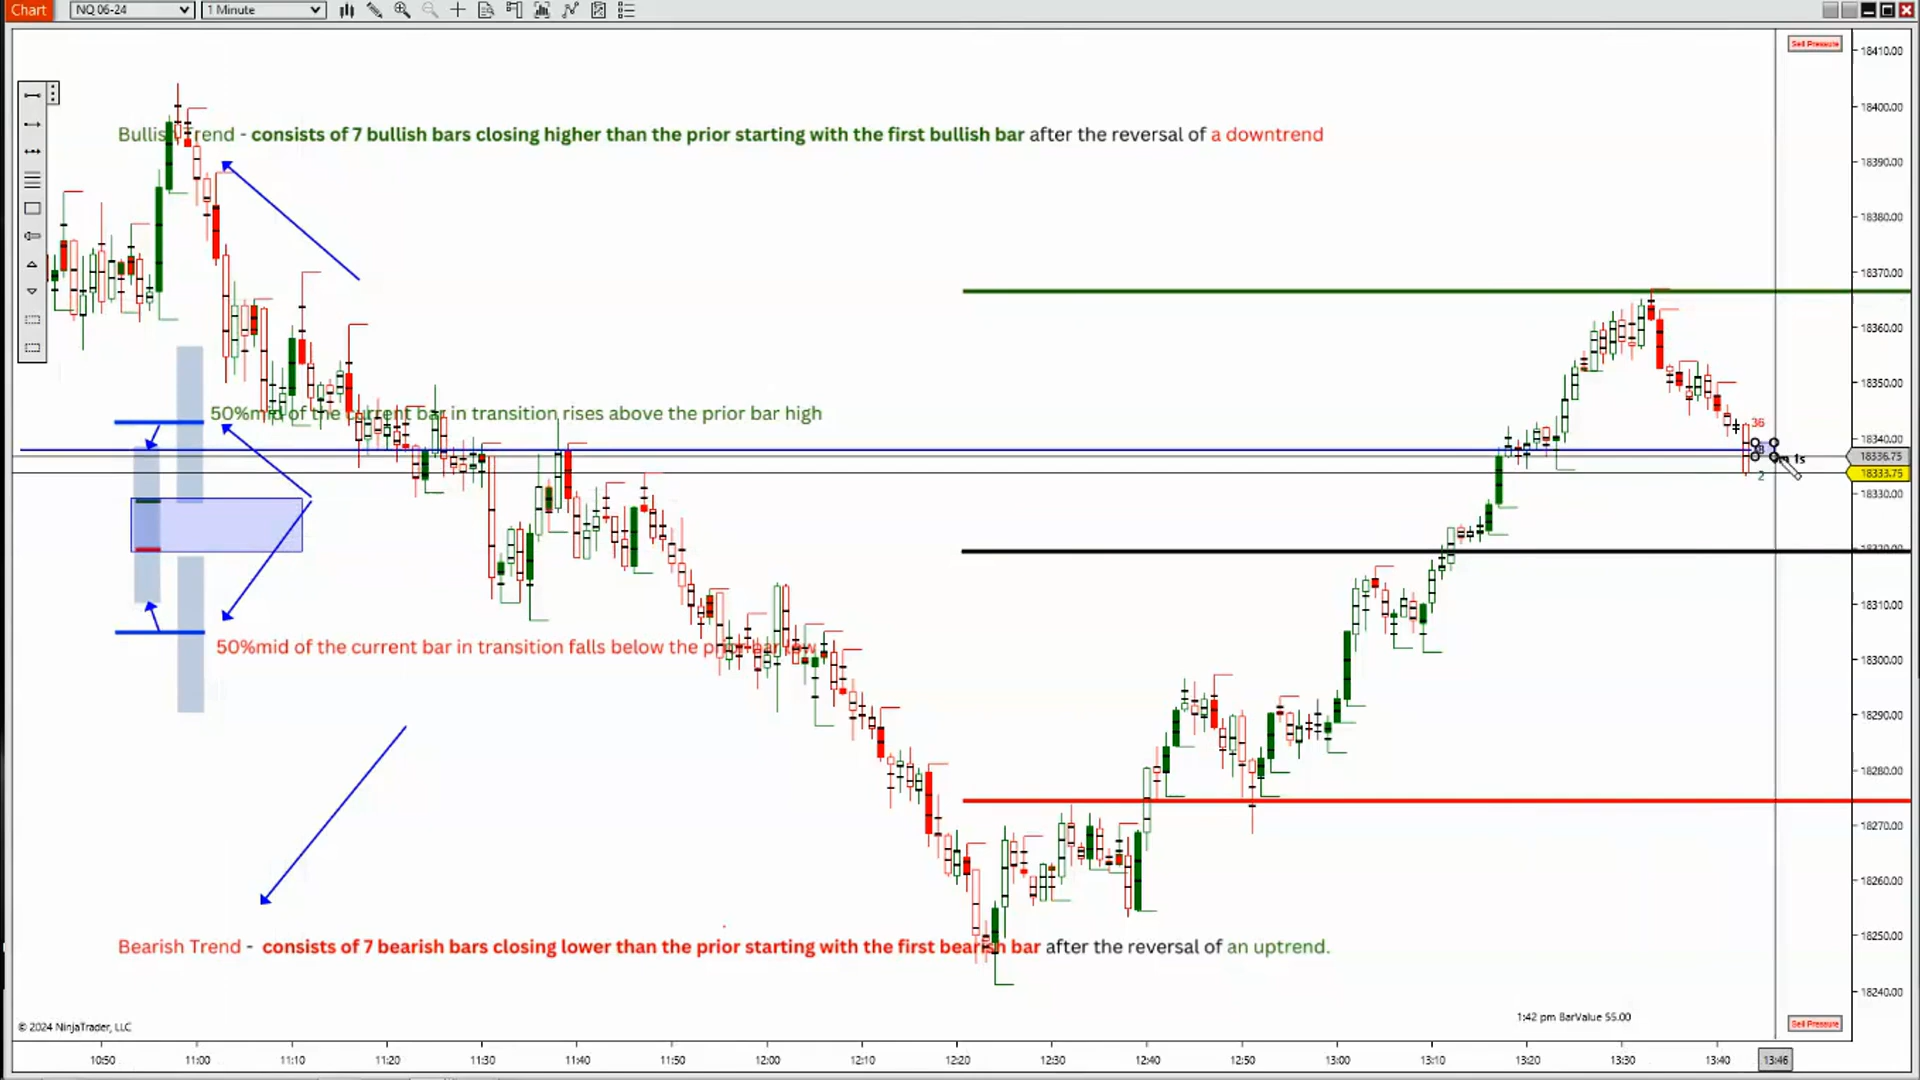 Chart NQ 06-24 1 Minute
Sell Pressure
18410.00
18400.00
Bullish Trend - consists of 7 bullish bars closing higher than the prior starting with the first bullish bar after the reversal of a downtrend
18390.00
18380.00
18370.00
18360.00
18350.00
50%mid of the current bar in transition rises above the prior bar high
36
18340.00
18336.75
18333.75
2
18330.00
18310.00
50%mid of the current bar in transition falls below the
18300.00
18290.00
18280.00
18270.00
18260.00
18250.00
Bearish Trend - consists of 7 bearish bars closing lower than the prior starting with the first bearish bar after the reversal of an uptrend.
18240.00
1:42 pm BarValue 55.00
Sell Pressure
© 2024 NinjaTrader, LLC
10:50 11:00 11:10 11:20 11:30 11:40 11:50 12:00 12:10 12:20 12:30 12:40 12:50 13:00 13:10 13:20 13:30 13:40 13:46